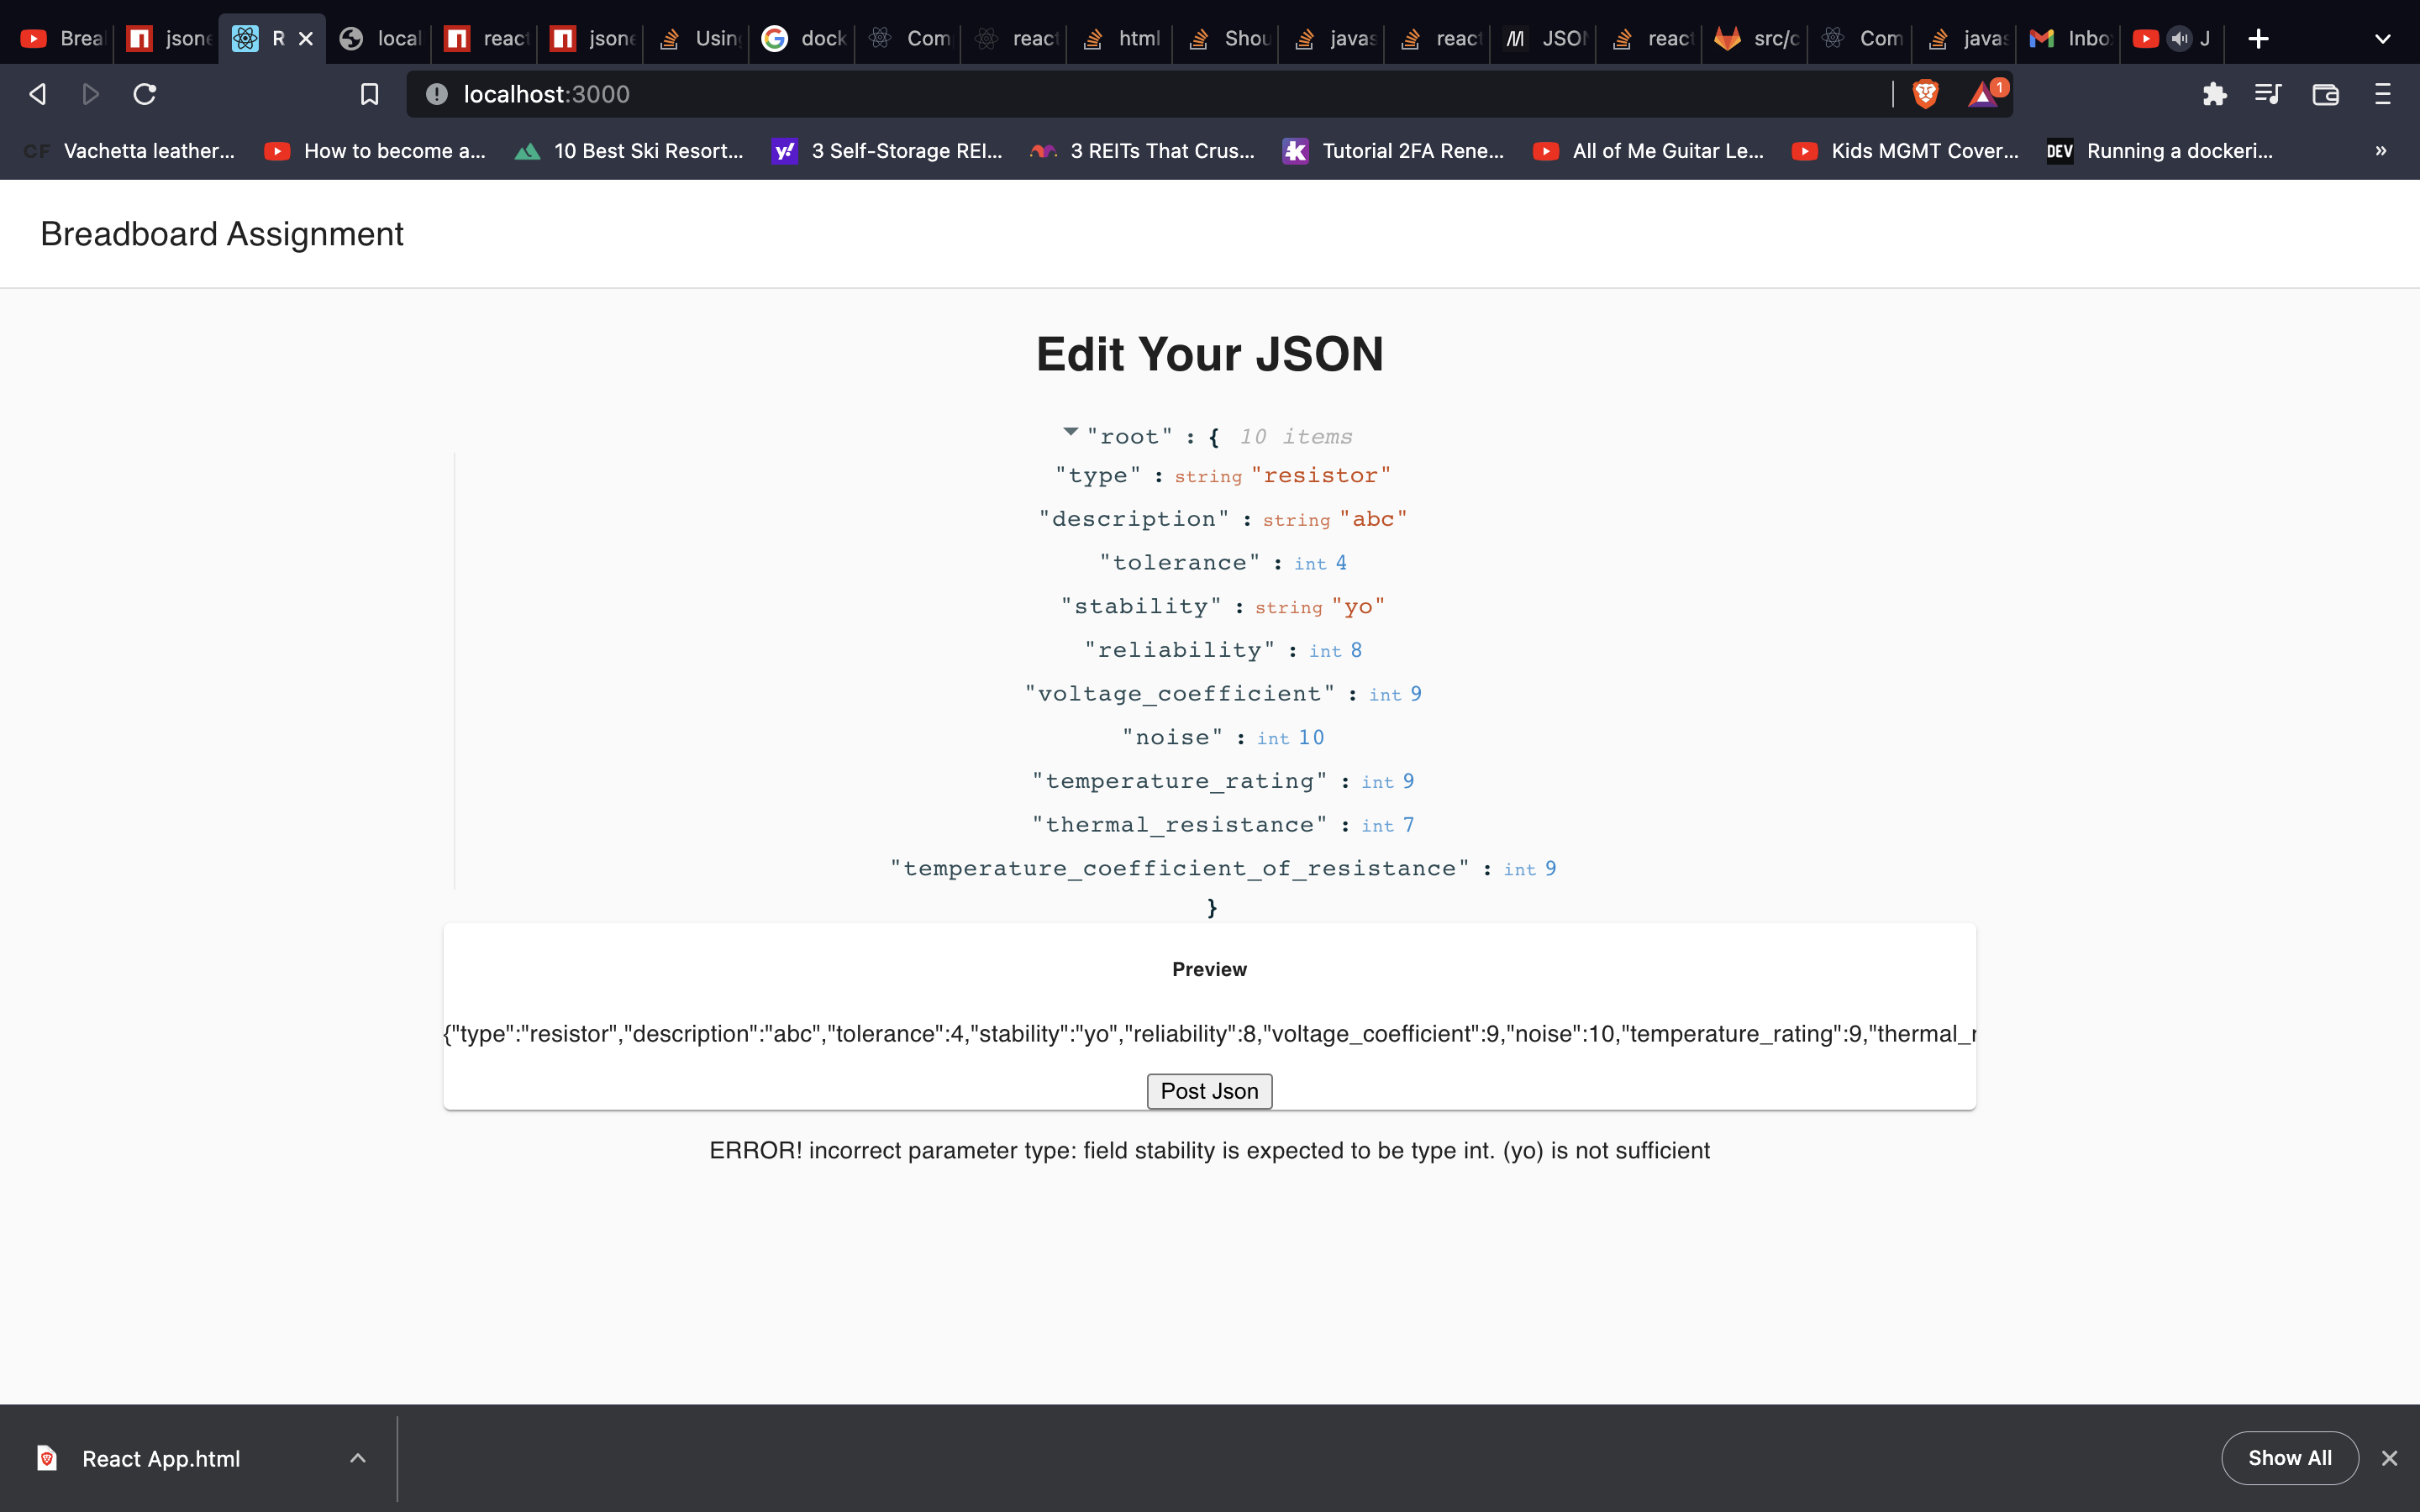 Brea jsone R local react jsone Using dock Com react html Shou javas react JSON react src/c Com javas Inbo J
localhost:3000 1
CF Vachetta leather... How to become a... 10 Best Ski Resort... y! 3 Self-Storage REI... 3 REITs That Crus... Tutorial 2FA Rene... All of Me Guitar Le... Kids MGMT Cover... DEV Running a dockeri... »
Breadboard Assignment
Edit Your JSON
"root" : { 10 items
"type" : string "resistor"
"description" : string "abc"
"tolerance" : int 4
"stability" : string "yo"
"reliability" : int 8
"voltage_coefficient" : int 9
"noise" : int 10
"temperature_rating" : int 9
"thermal_resistance" : int 7
"temperature_coefficient_of_resistance" : int 9
}
Preview
{"type":"resistor","description":"abc","tolerance":4,"stability":"yo","reliability":8,"voltage_coefficient":9,"noise":10,"temperature_rating":9,"thermal_r
Post Json
ERROR! incorrect parameter type: field stability is expected to be type int. (yo) is not sufficient
React App.html
Show All